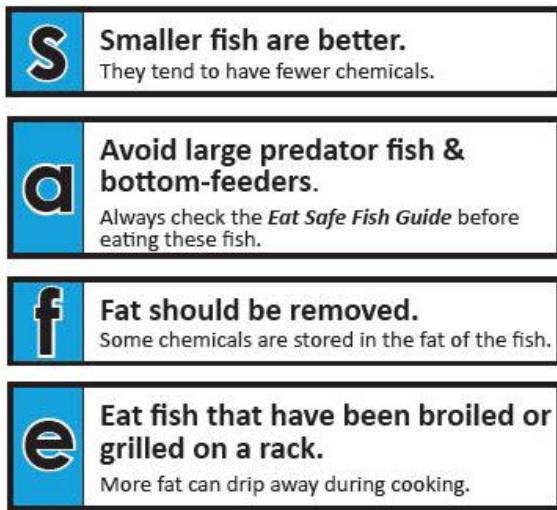 s
Smaller fish are better.
They tend to have fewer chemicals.
a
Avoid large predator fish &
bottom-feeders.
Always check the Eat Safe Fish Guide before
eating these fish.
f
Fat should be removed.
Some chemicals are stored in the fat of the fish.
e
Eat fish that have been broiled or
grilled on a rack.
More fat can drip away during cooking.